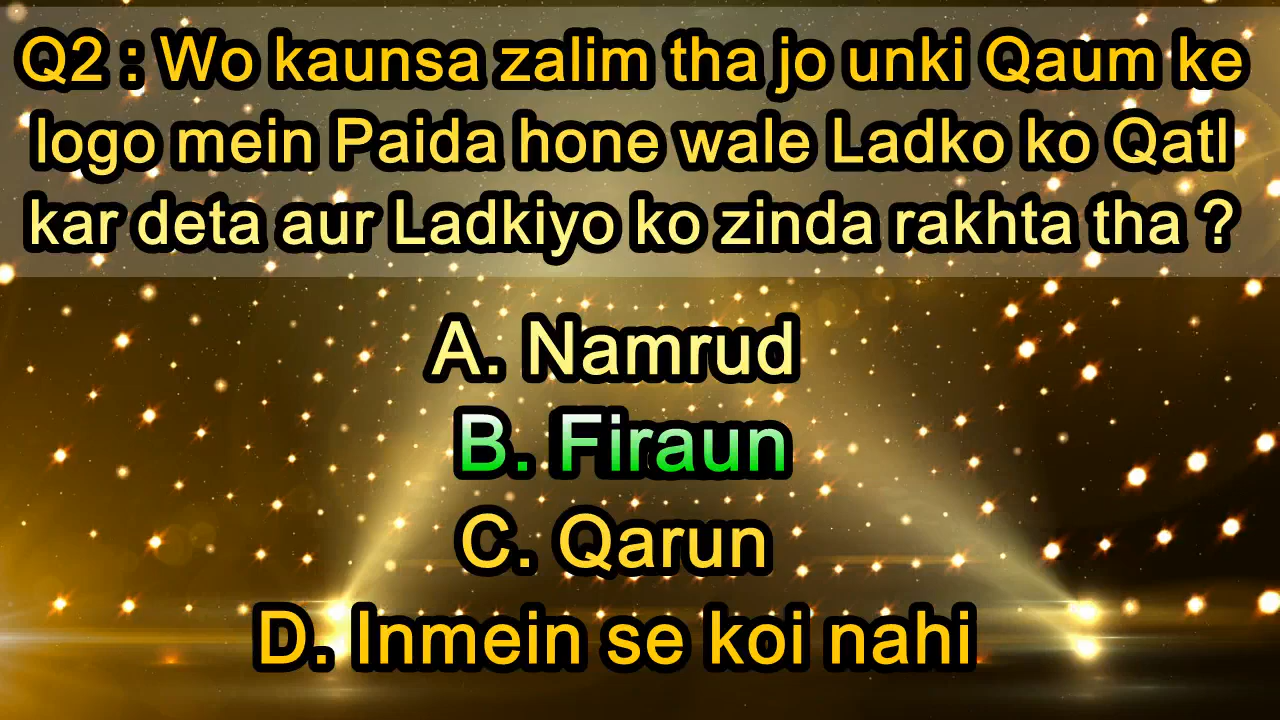 Q2 : Wo kaunsa zalim tha jo unki Qaum ke
logo mein Paida hone wale Ladko ko Qatl
kar deta aur Ladkiyo ko zinda rakhta tha ?
A. Namrud
B. Firaun
C. Qarun
D. Inmein se koi nahi